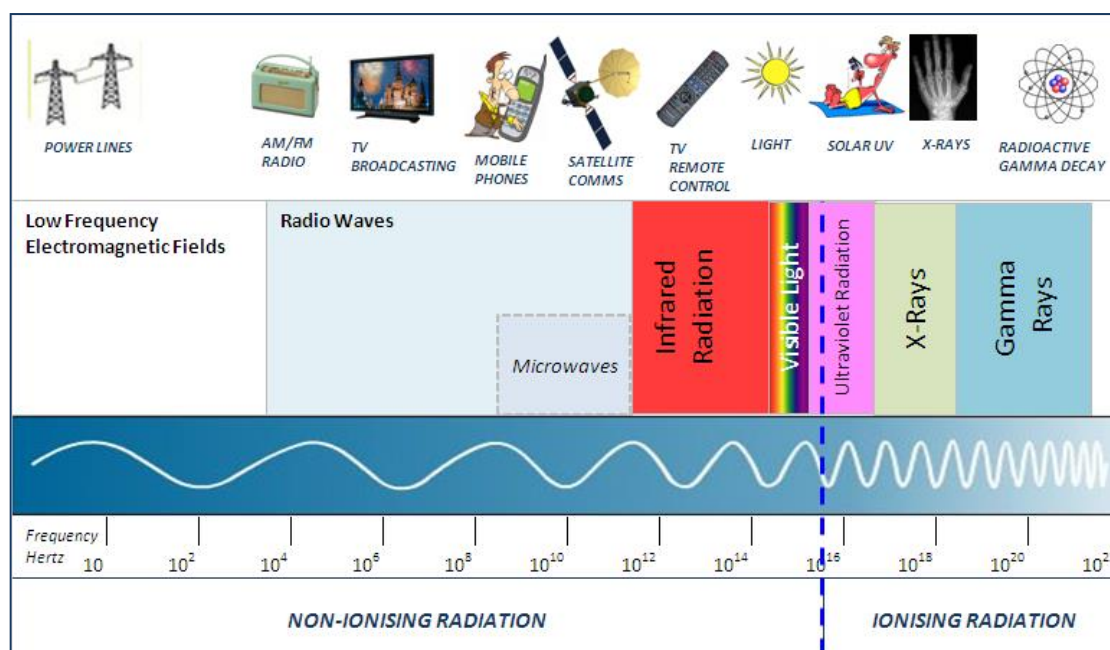 POWER LINES
AM/FM
RADIO
TV
BROADCASTING
MOBILE
PHONES
SATELLITE
COMMS
TV
REMOTE
CONTROL
LIGHT
SOLAR UV
X-RAYS
RADIOACTIVE
GAMMA DECAY
Low Frequency
Electromagnetic Fields
Radio Waves
Microwaves
Infrared
Radiation
Visible Light
Ultraviolet Radiation
X-Rays
Gamma
Rays
Frequency
Hertz
10 10² 10⁴ 10⁶ 10⁸ 10¹⁰ 10¹² 10¹⁴ 10¹⁶ 10¹⁸ 10²⁰
NON-IONISING RADIATION
IONISING RADIATION